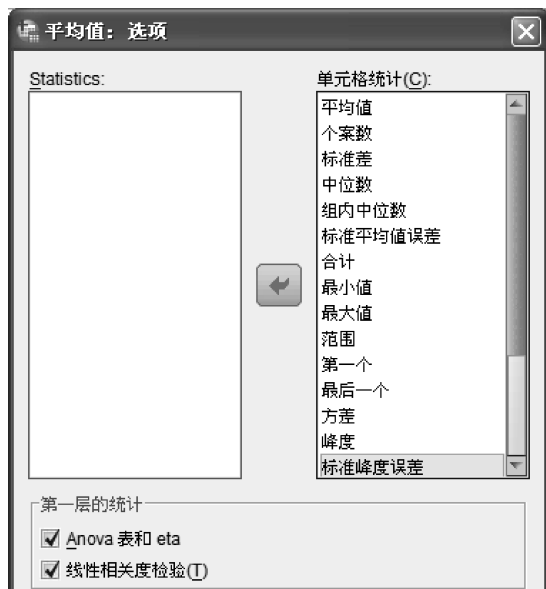 平均值：选项
Statistics:
单元格统计(C):
平均值
个案数
标准差
中位数
组内中位数
标准平均值误差
合计
最小值
最大值
范围
第一个
最后一个
方差
峰度
标准峰度误差
第一层的统计
Anova 表和 eta
线性相关度检验(T)